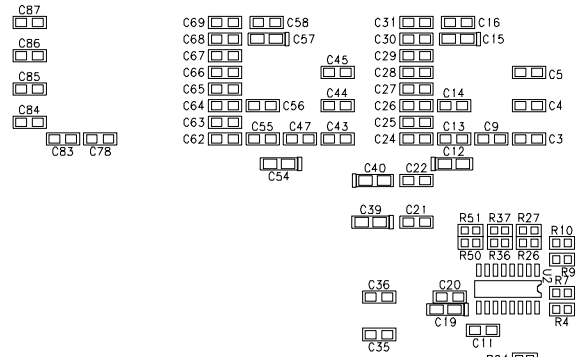 C87
C69 C58 C31 C16
C86 C68 C57 C30 C15
C67 C45 C29
C85 C66 C28 C5
C65 C44 C27 C14
C84 C64 C56 C26 C4
C63 C25
C62 C55 C47 C43 C24 C13 C9 C3
C83 C78
C54 C40 C22 C12
C39 C21 R51 R37 R27
R10
R50 R36 R26
U2 R9
C36 C20 R7
C19 R4
C35 C11